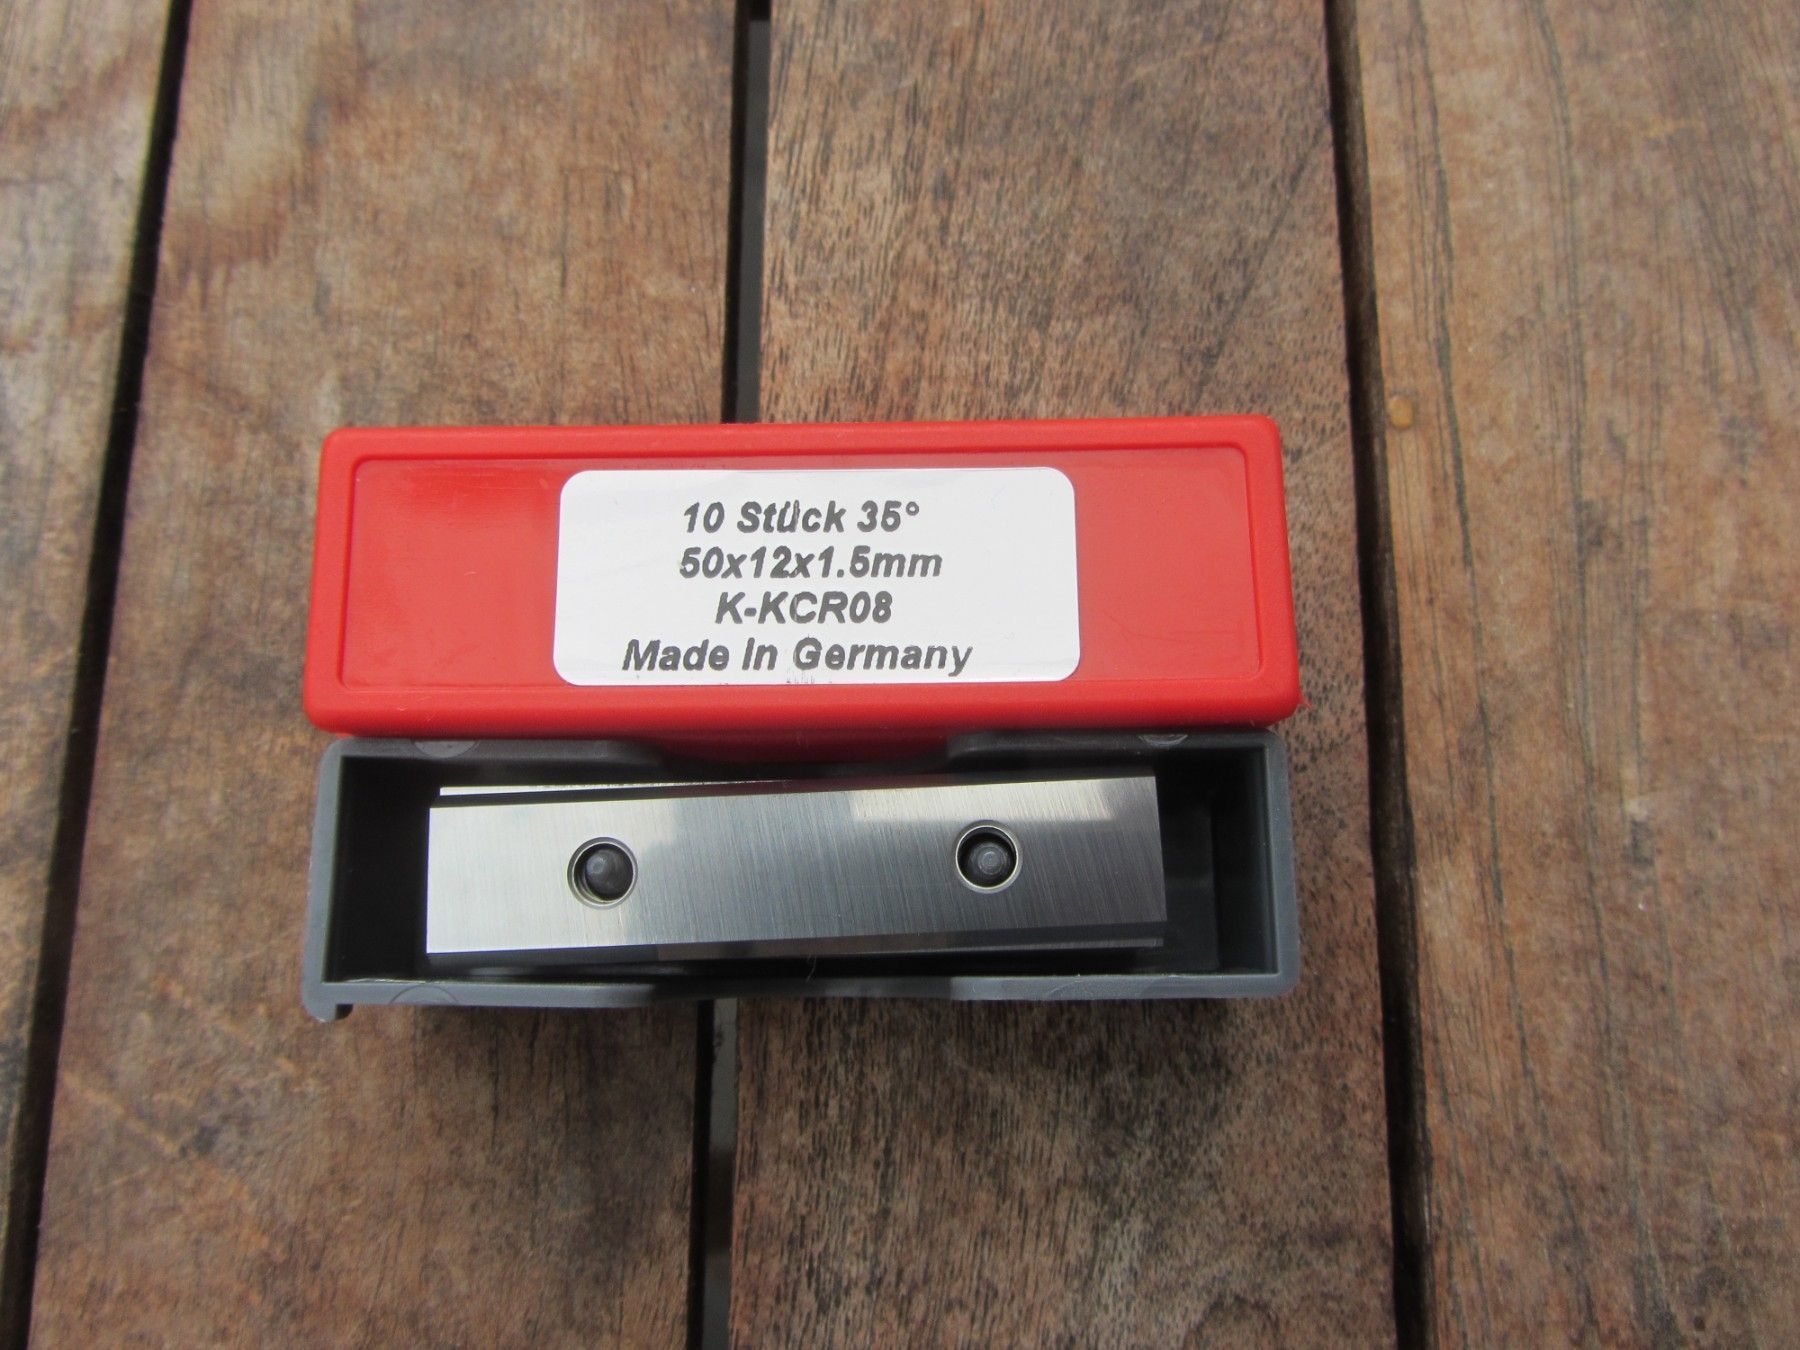 10 Stück 35°
50x12x1.5mm
K-KCR08
Made in Germany